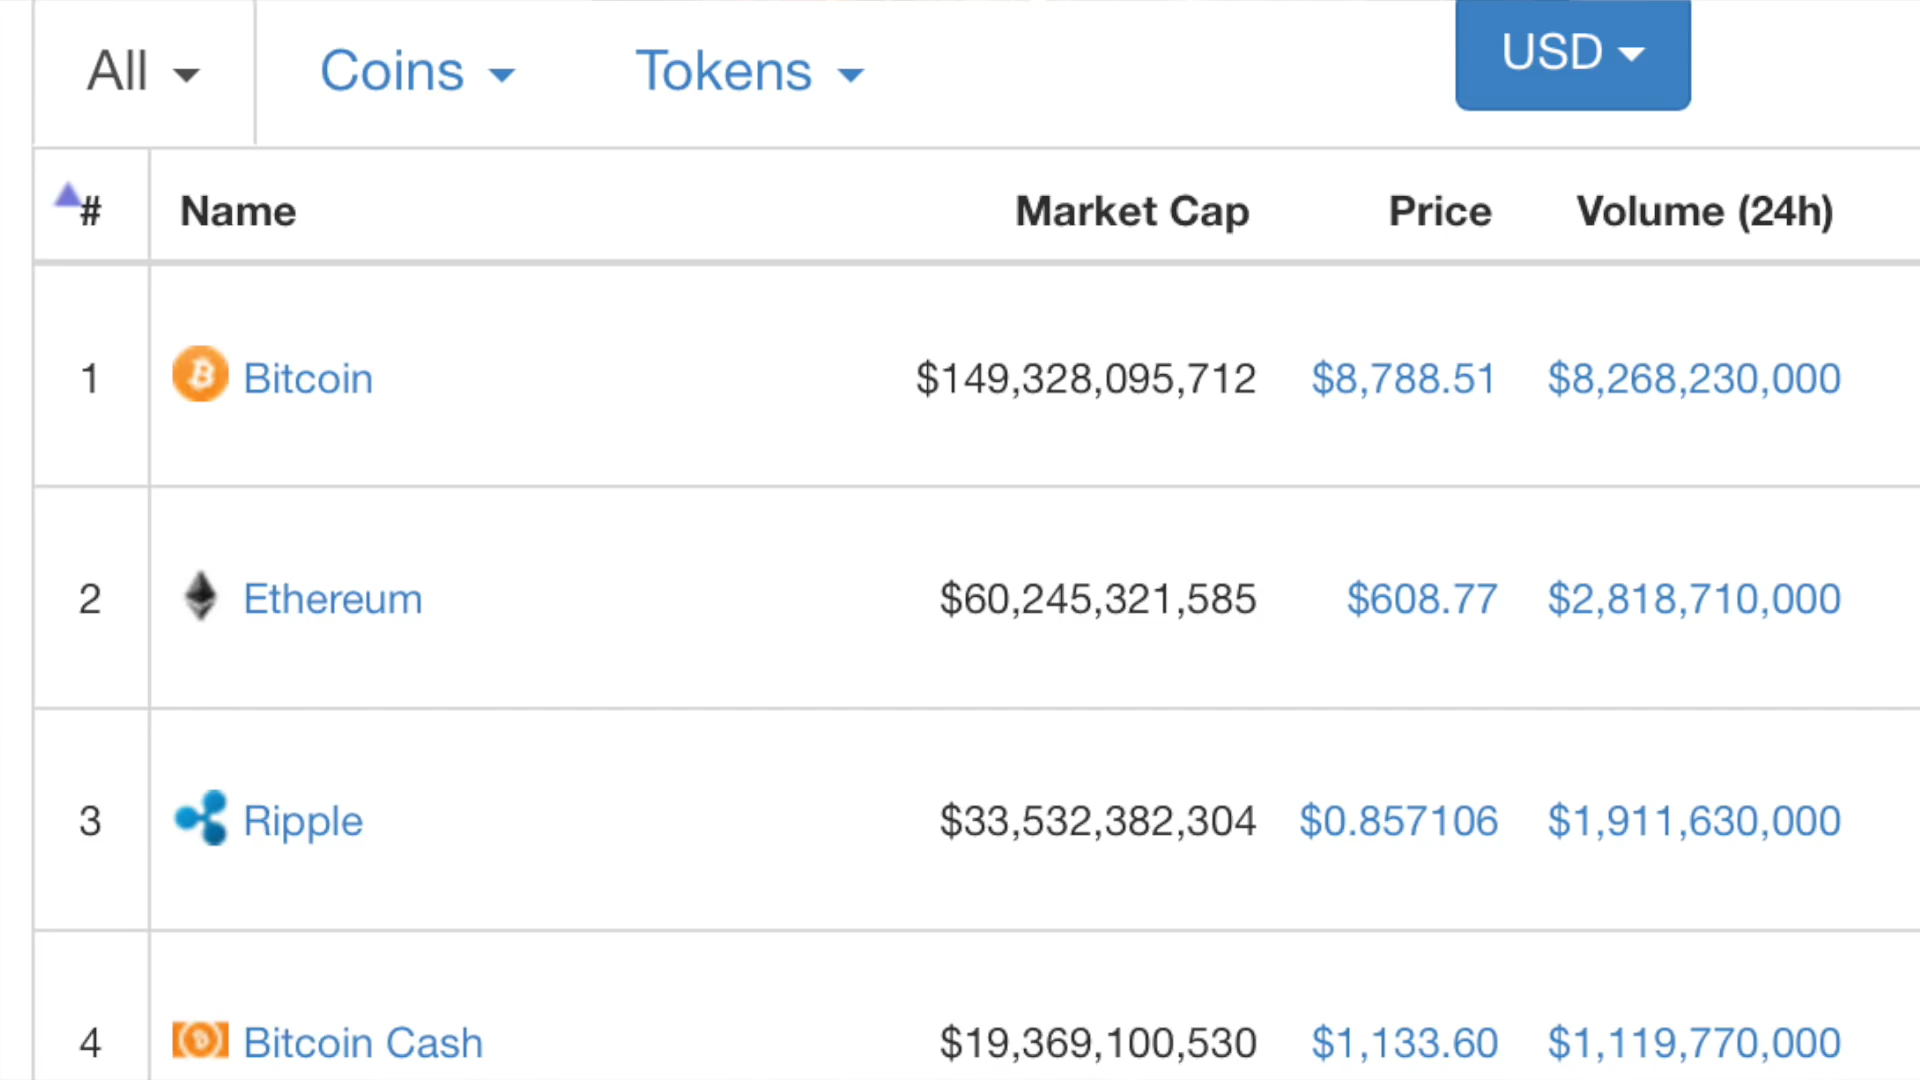 All Coins Tokens USD
# Name Market Cap Price Volume (24h)
1 Bitcoin $149,328,095,712 $8,788.51 $8,268,230,000
2 Ethereum $60,245,321,585 $608.77 $2,818,710,000
3 Ripple $33,532,382,304 $0.857106 $1,911,630,000
4 Bitcoin Cash $19,369,100,530 $1,133.60 $1,119,770,000